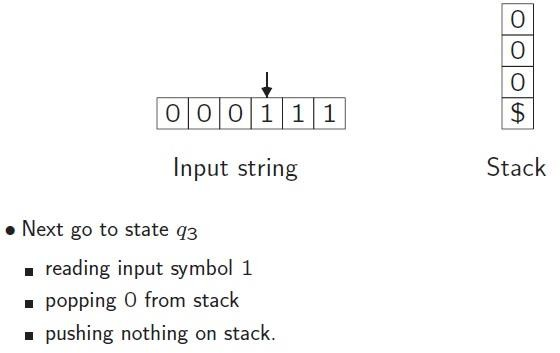 0
0
0
$
0 0 0 1 1 1
Input string
Stack
• Next go to state q3
▪ reading input symbol 1
▪ popping 0 from stack
▪ pushing nothing on stack.